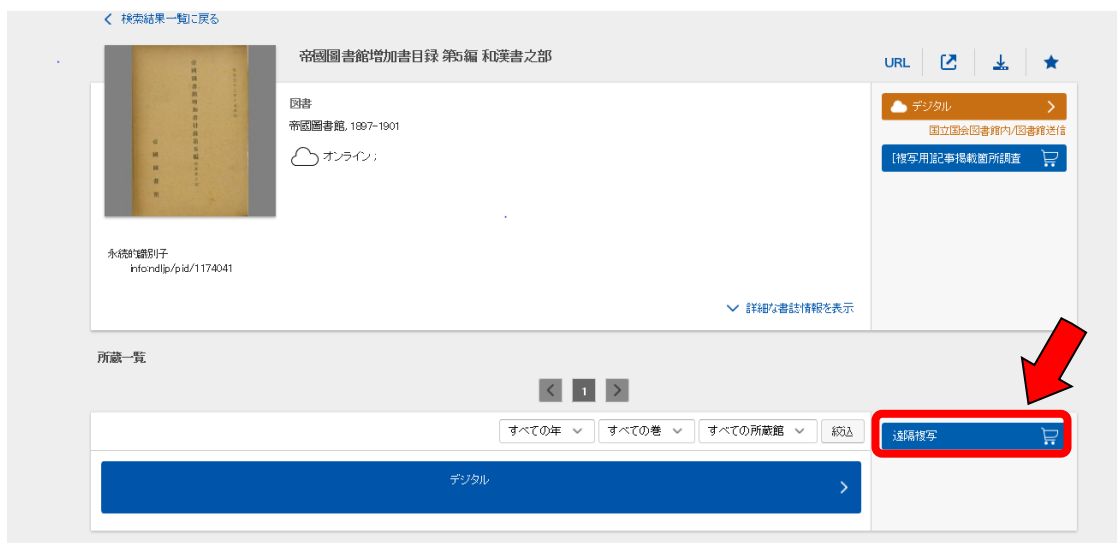 検索結果一覧に戻る
帝國圖書館増加書目録 第5編 和漢書之部
URL
図書
帝国圖書館, 1897-1901
オンライン ;
デジタル
国立国会図書館内/図書館送信
[複写用]記事掲載箇所調査
永続的識別子
info:ndljp/pid/1174041
詳細な書誌情報を表示
所蔵一覧
1
すべての年 すべての巻 すべての所蔵館 絞込
遠隔複写
デジタル